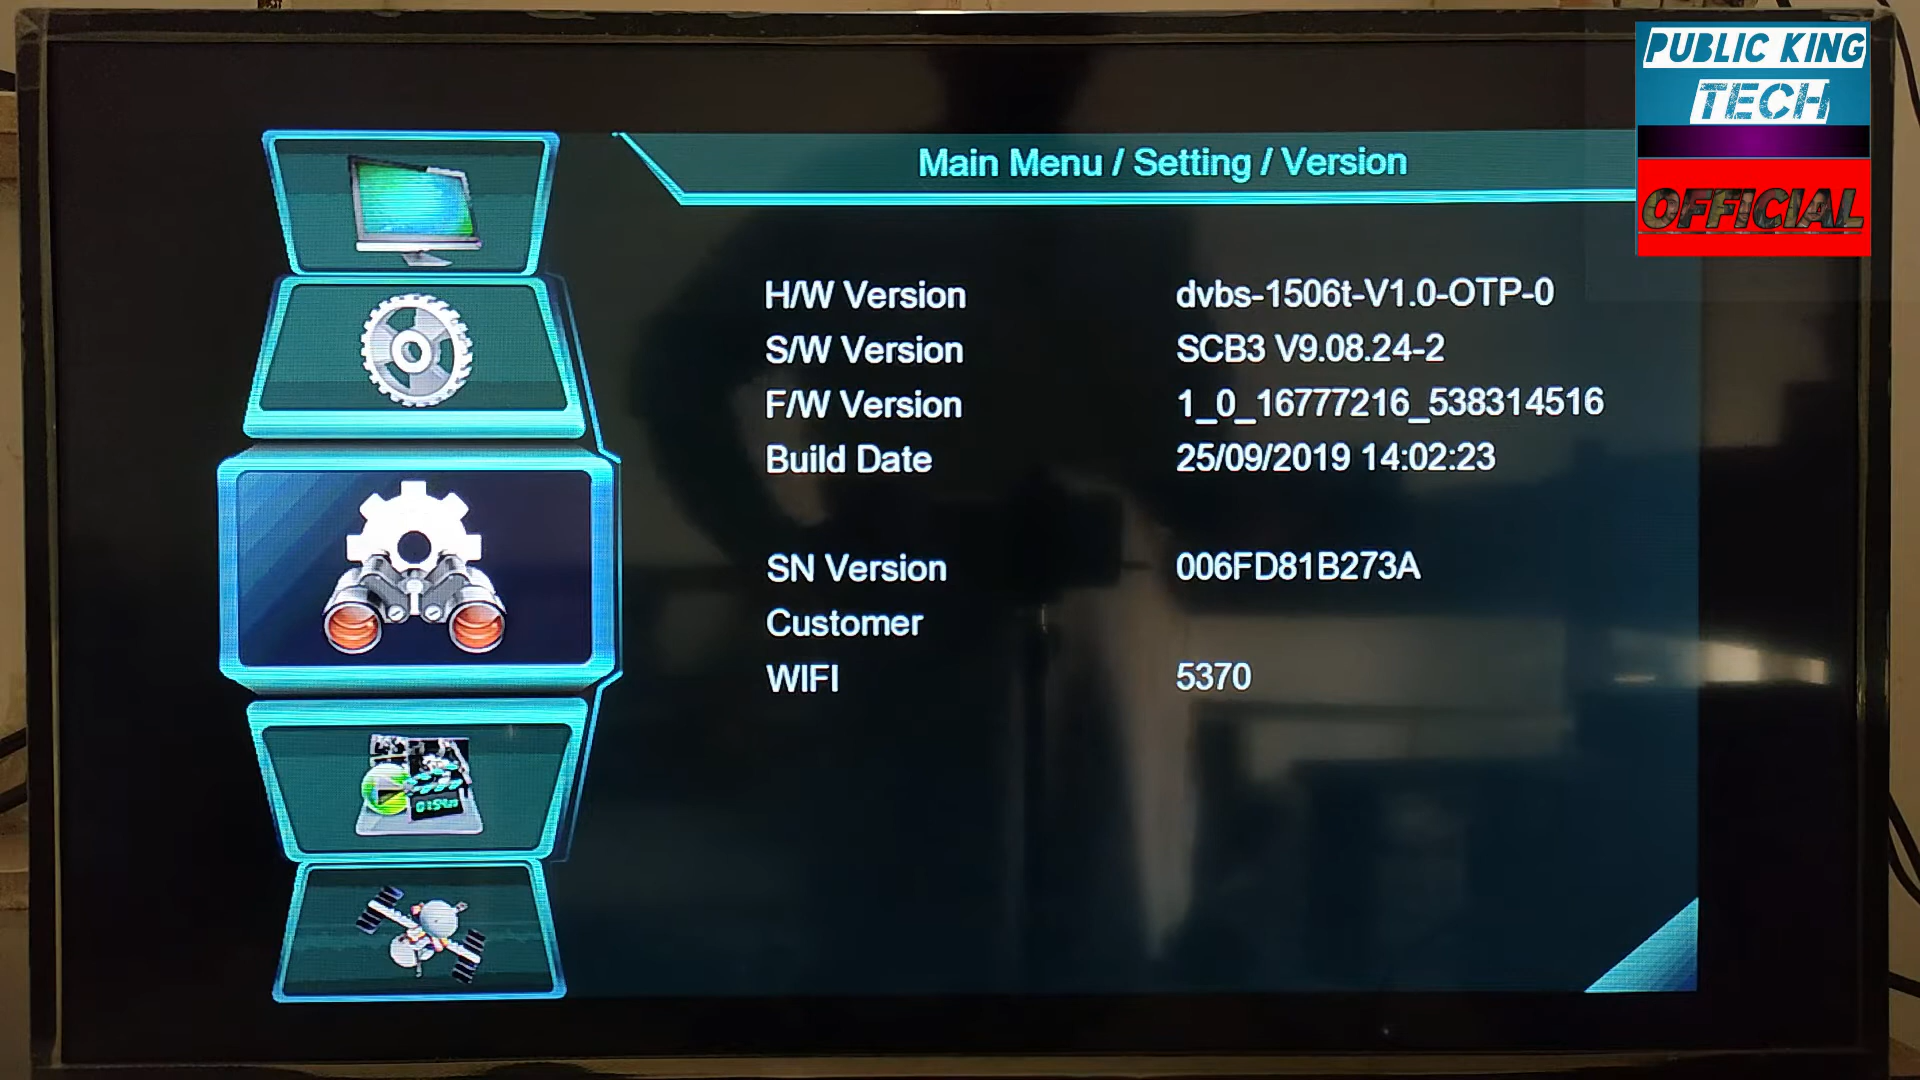 PUBLIC KING
TECH
OFFICIAL
Main Menu / Setting / Version
H/W Version dvbs-1506t-V1.0-OTP-0
S/W Version SCB3 V9.08.24-2
F/W Version 1_0_16777216_538314516
Build Date 25/09/2019 14:02:23
SN Version 006FD81B273A
Customer
WIFI 5370